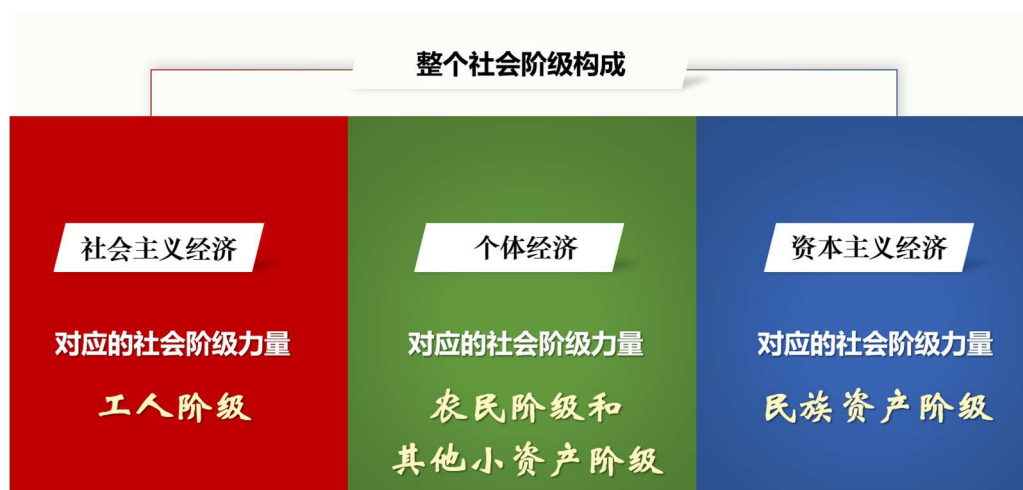 整个社会阶级构成
社会主义经济
对应的社会阶级力量
工人阶级
个体经济
对应的社会阶级力量
农民阶级和
其他小资产阶级
资本主义经济
对应的社会阶级力量
民族资产阶级